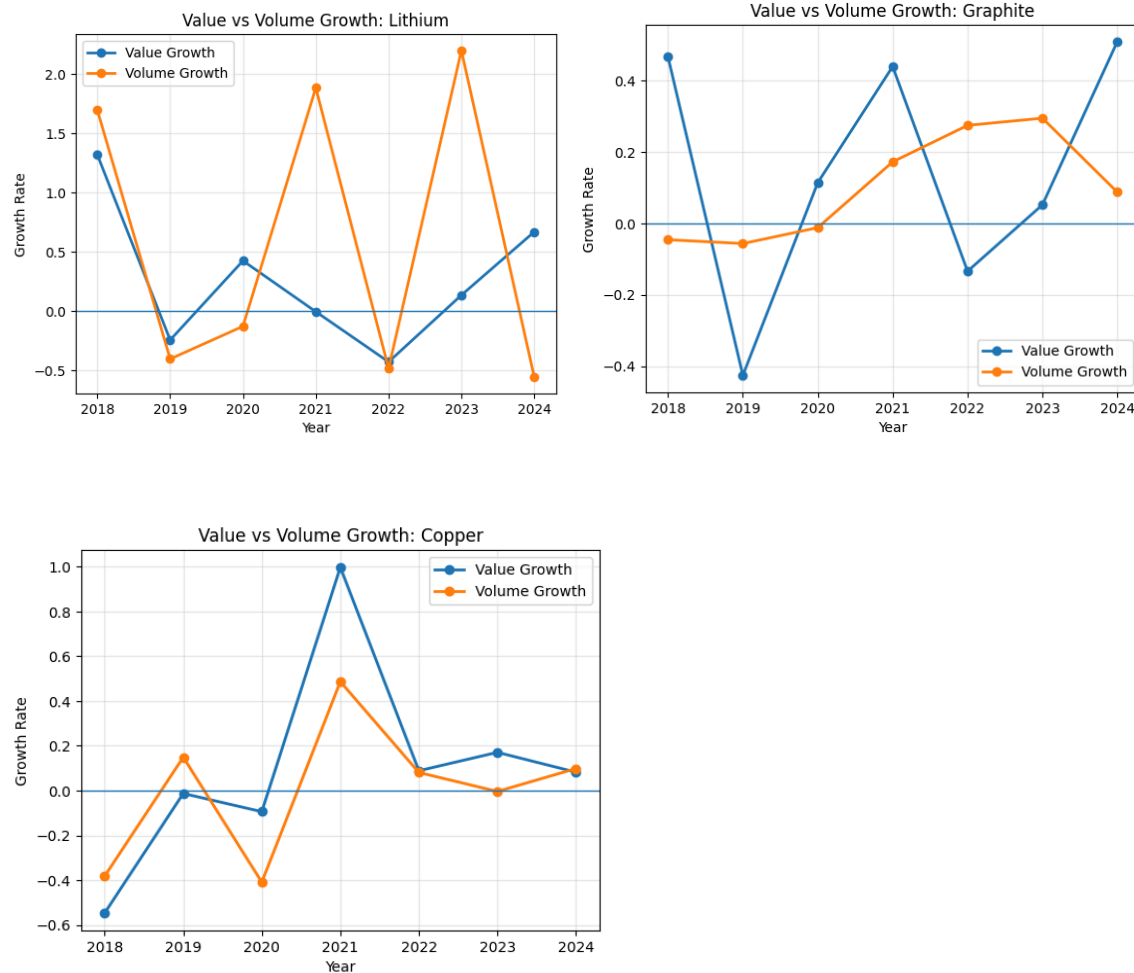 Value vs Volume Growth: Lithium
Value Growth
Volume Growth
Growth Rate
2.0
1.5
1.0
0.5
0.0
−0.5
2018 2019 2020 2021 2022 2023 2024
Year
Value vs Volume Growth: Graphite
Growth Rate
0.4
0.2
0.0
−0.2
−0.4
Value Growth
Volume Growth
2018 2019 2020 2021 2022 2023 2024
Year
Value vs Volume Growth: Copper
Value Growth
Volume Growth
Growth Rate
1.0
0.8
0.6
0.4
0.2
0.0
−0.2
−0.4
−0.6
2018 2019 2020 2021 2022 2023 2024
Year